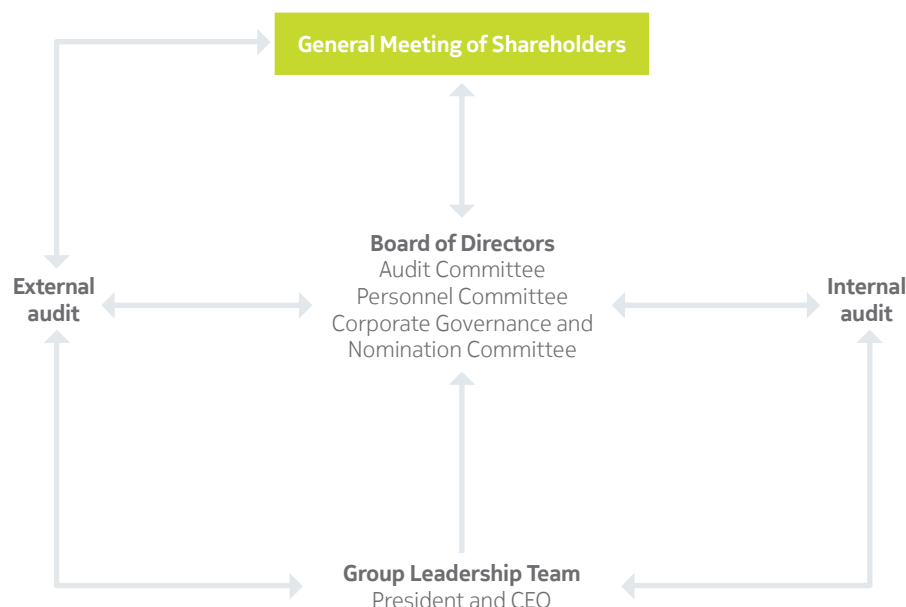 General Meeting of Shareholders
Board of Directors
Audit Committee
Personnel Committee
Corporate Governance and
Nomination Committee
External
audit
Internal
audit
Group Leadership Team
President and CEO